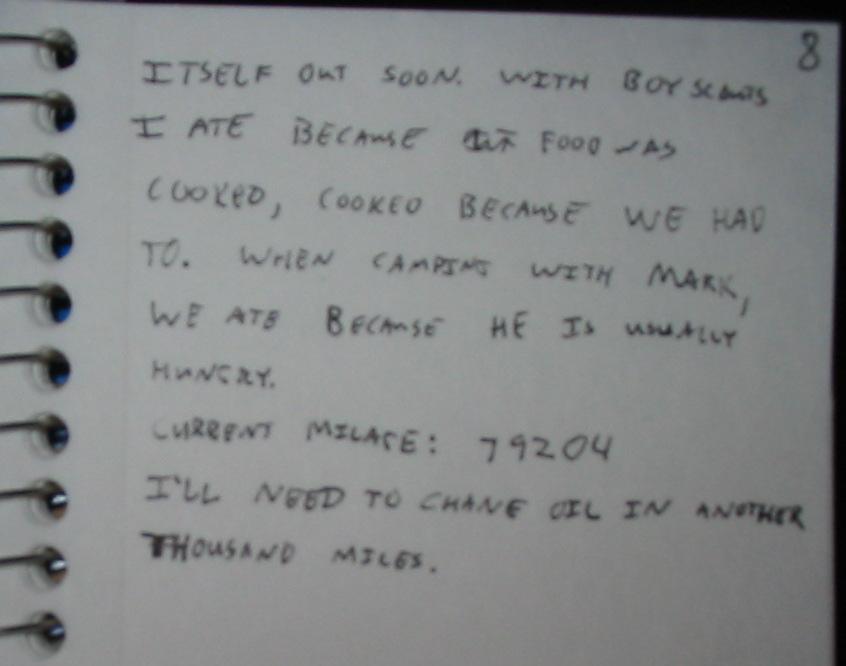 8
ITSELF OUT SOON. WITH BOY SCOUTS
I ATE BECAUSE FOOD WAS
COOKED, COOKED BECAUSE WE HAD
TO. WHEN CAMPING WITH MARK,
WE ATE BECAUSE HE IS USUALLY
HUNGRY.
CURRENT MILAGE: 79204
I'LL NEED TO CHANE OIL IN ANOTHER
THOUSAND MILES.